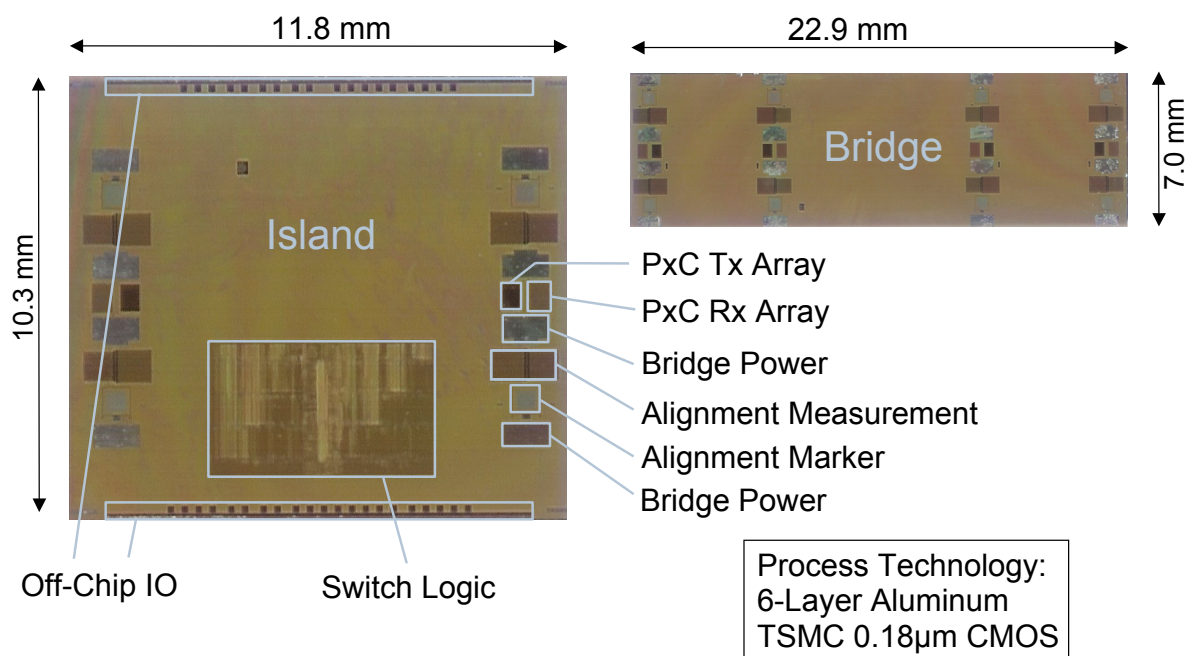 11.8 mm
22.9 mm
10.3 mm
Island
Bridge
7.0 mm
PxC Tx Array
PxC Rx Array
Bridge Power
Alignment Measurement
Alignment Marker
Bridge Power
Off-Chip IO
Switch Logic
Process Technology:
6-Layer Aluminum
TSMC 0.18µm CMOS